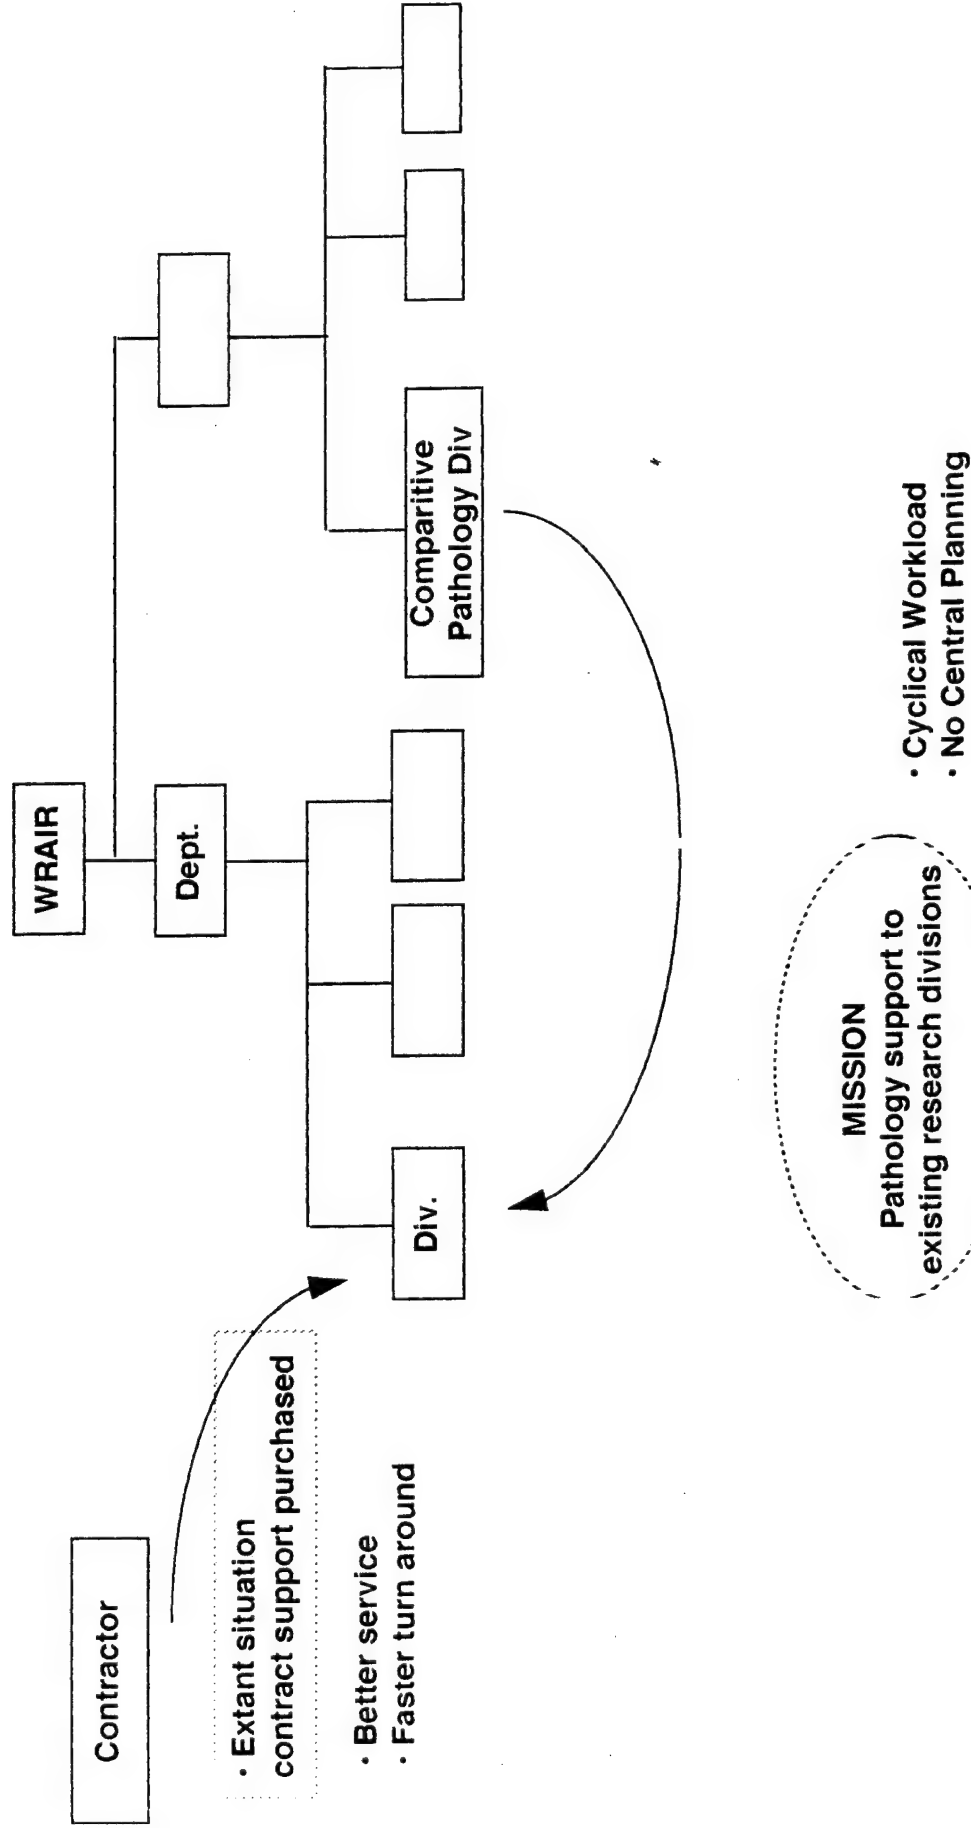 WRAIR
Contractor
Dept.
• Extant situation
contract support purchased
• Better service
• Faster turn around
Div.
Comparitive
Pathology Div
MISSION
Pathology support to
existing research divisions
• Cyclical Workload
• No Central Planning